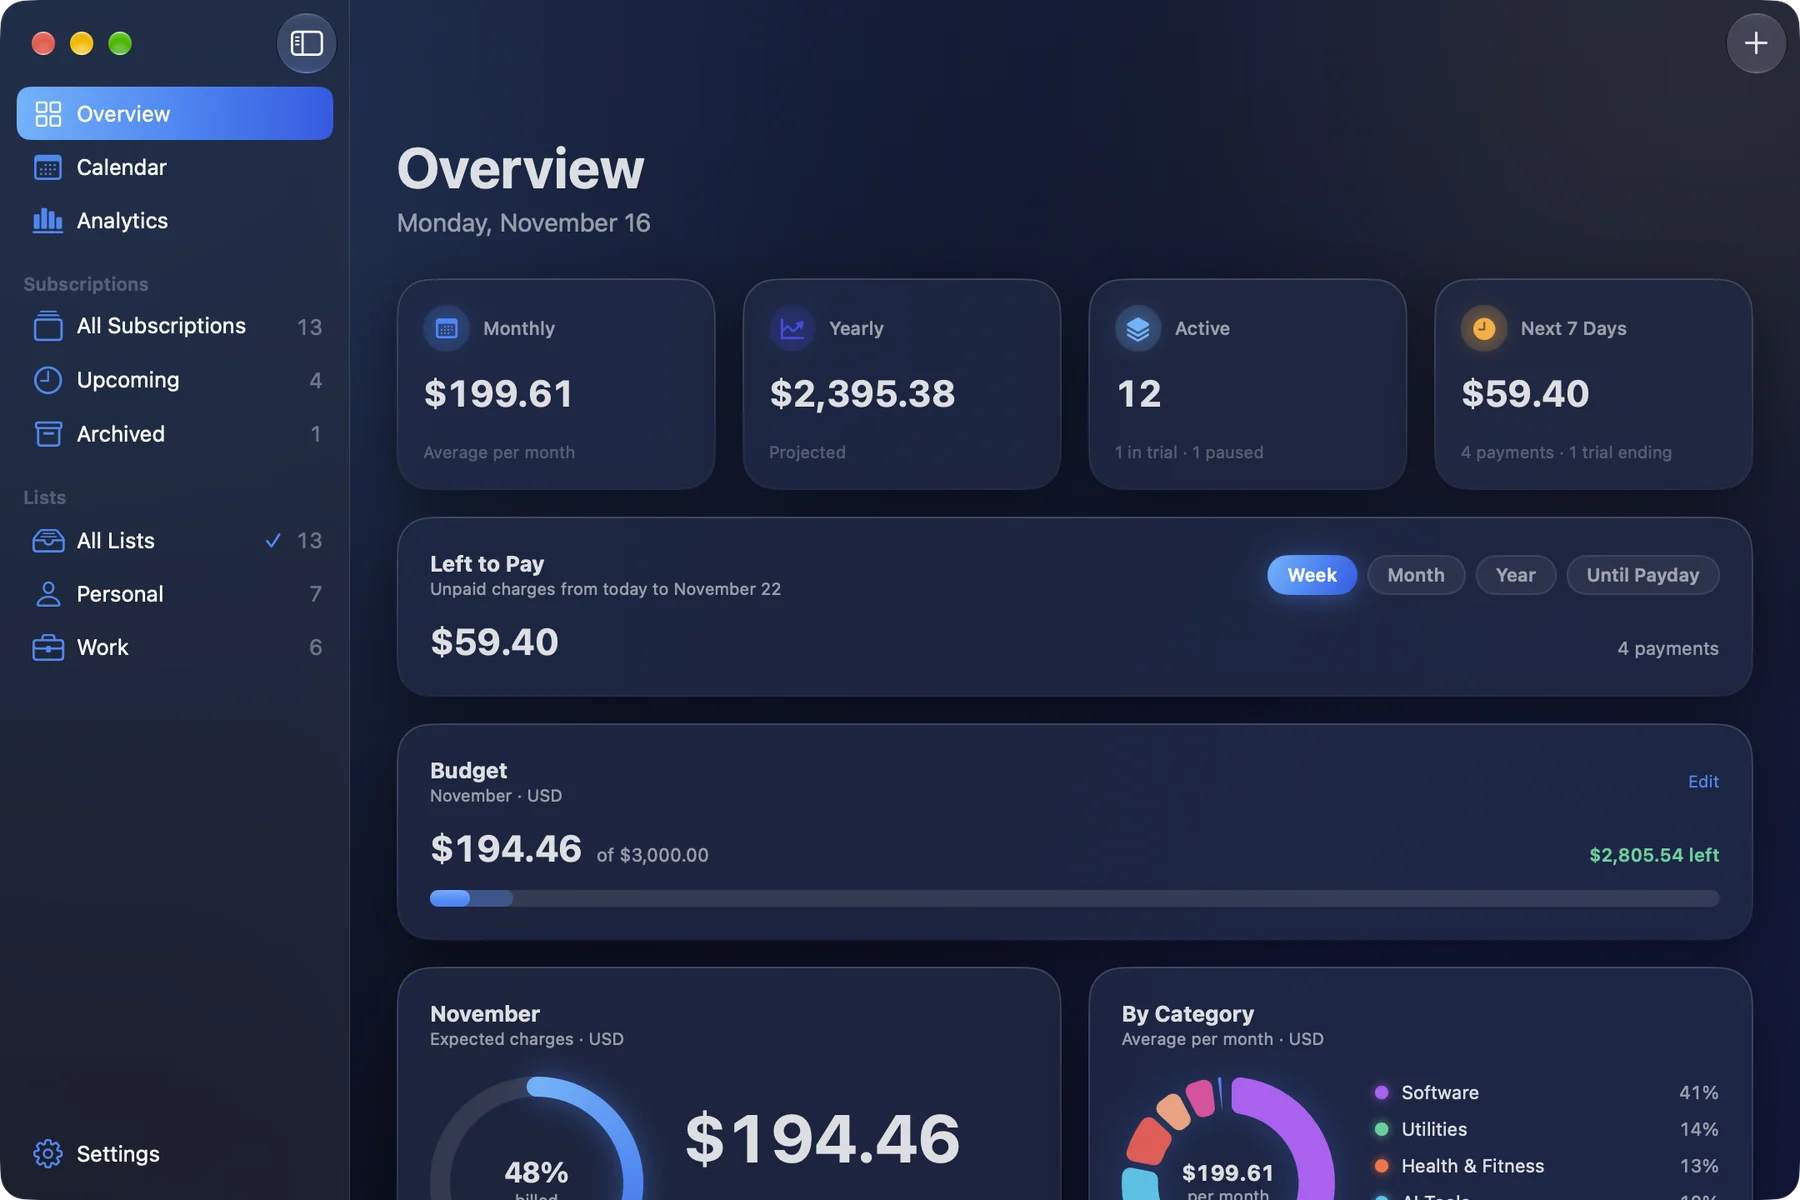 Overview
Calendar
Analytics
Subscriptions
All Subscriptions 13
Upcoming 4
Archived 1
Lists
All Lists 13
Personal 7
Work 6
Settings
Overview
Monday, November 16
Monthly
$199.61
Average per month
Yearly
$2,395.38
Projected
Active
12
1 in trial · 1 paused
Next 7 Days
$59.40
4 payments · 1 trial ending
Left to Pay
Unpaid charges from today to November 22
$59.40
Week Month Year Until Payday
4 payments
Budget
November · USD
Edit
$194.46 of $3,000.00
$2,805.54 left
November
Expected charges · USD
48%
billed
$194.46
By Category
Average per month · USD
$199.61
per month
Software 41%
Utilities 14%
Health & Fitness 13%
AI Tools